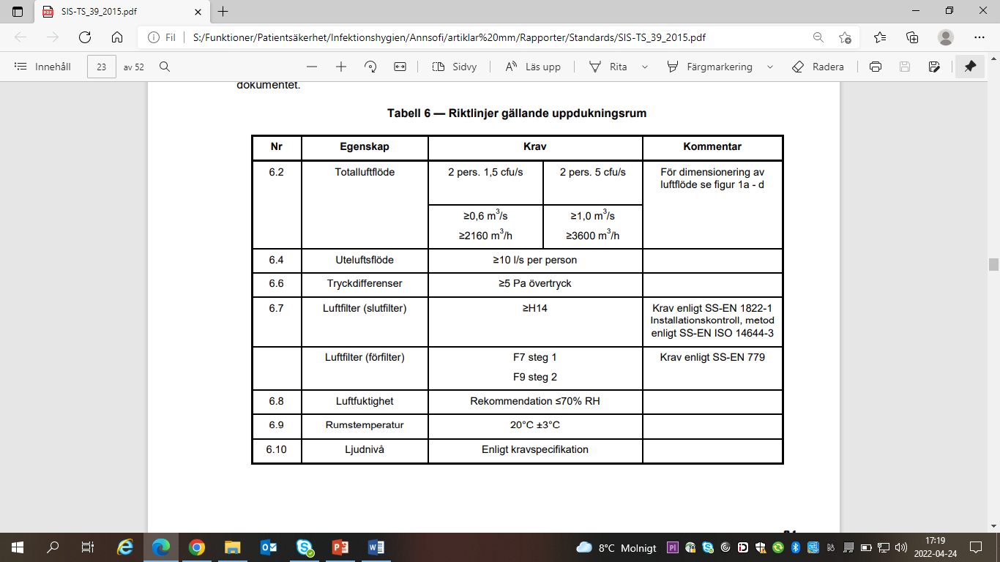 SIS-TS_39_2015.pdf
Fil
S:/Funktioner/Patientsäkerhet/Infektionshygien/Annsofi/artiklar%20mm/Rapporter/Standards/SIS-TS_39_2015.pdf
Innehåll
23
av 52
Sidvy
Läs upp
Rita
Färgmarkering
Radera
dokumentet.
Tabell 6 — Riktlinjer gällande uppdukningsrum
Nr Egenskap Krav Kommentar
6.2 Totalluftflöde 2 pers. 1,5 cfu/s 2 pers. 5 cfu/s För dimensionering av
luftflöde se figur 1a - d
≥0,6 m³/s ≥1,0 m³/s
≥2160 m³/h ≥3600 m³/h
6.4 Uteluftsflöde ≥10 l/s per person
6.6 Tryckdifferenser ≥5 Pa övertryck
6.7 Luftfilter (slutfilter) ≥H14 Krav enligt SS-EN 1822-1
Installationskontroll, metod
enligt SS-EN ISO 14644-3
Luftfilter (förfilter) F7 steg 1 Krav enligt SS-EN 779
F9 steg 2
6.8 Luftfuktighet Rekommendation ≤70% RH
6.9 Rumstemperatur 20°C ±3°C
6.10 Ljudnivå Enligt kravspecifikation
8°C Molnigt
17:19
2022-04-24